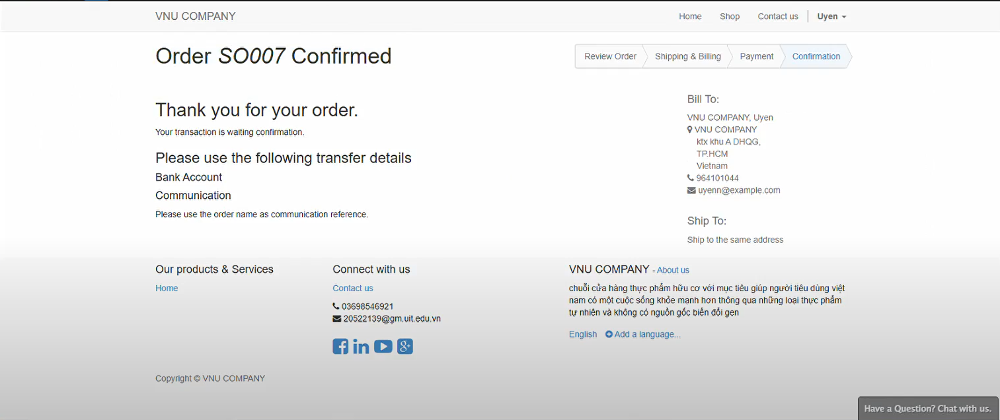 VNU COMPANY
Home Shop Contact us Uyen
Order SO007 Confirmed
Review Order Shipping & Billing Payment Confirmation
Thank you for your order.
Your transaction is waiting confirmation.
Please use the following transfer details
Bank Account
Communication
Please use the order name as communication reference.
Bill To:
VNU COMPANY, Uyen
VNU COMPANY
ktx khu A DHQG,
TP.HCM
Vietnam
964101044
uyenn@example.com
Ship To:
Ship to the same address
Our products & Services
Home
Connect with us
Contact us
03698546921
20522139@gm.uit.edu.vn
VNU COMPANY - About us
chuỗi cửa hàng thực phẩm hữu cơ với mục tiêu giúp người tiêu dùng việt
nam có một cuộc sống khỏe mạnh hơn thông qua những loại thực phẩm
tự nhiên và không có nguồn gốc biến đổi gen
English Add a language...
Copyright © VNU COMPANY
Have a Question? Chat with us.